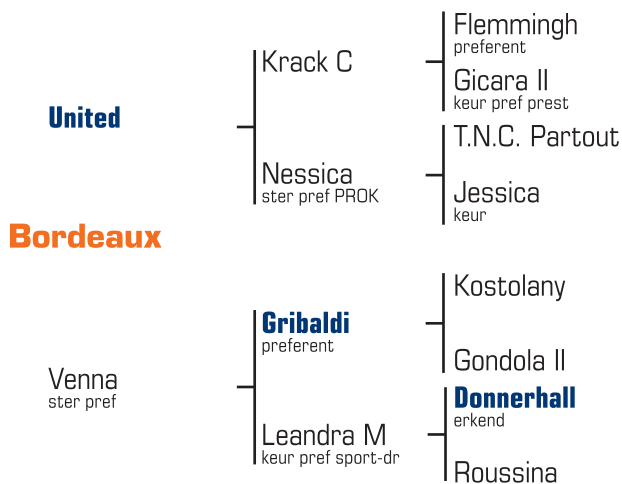 Flemmingh
preferent
Krack C
Gicara II
keur pref prest
United
T.N.C. Partout
Nessica
ster pref PROK
Jessica
keur
Bordeaux
Kostolany
Gribaldi
preferent
Gondola II
Venna
ster pref
Donnerhall
erkend
Leandra M
keur pref sport-dr
Roussina